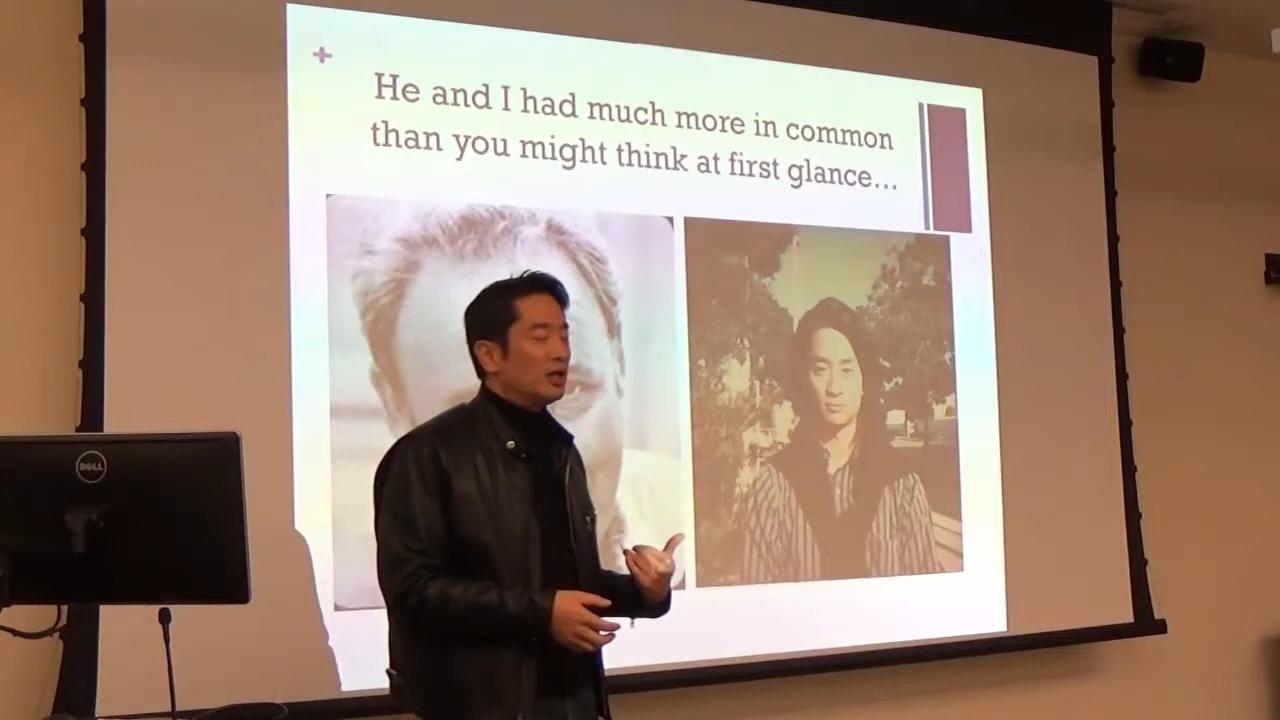 He and I had much more in common
than you might think at first glance...
DELL